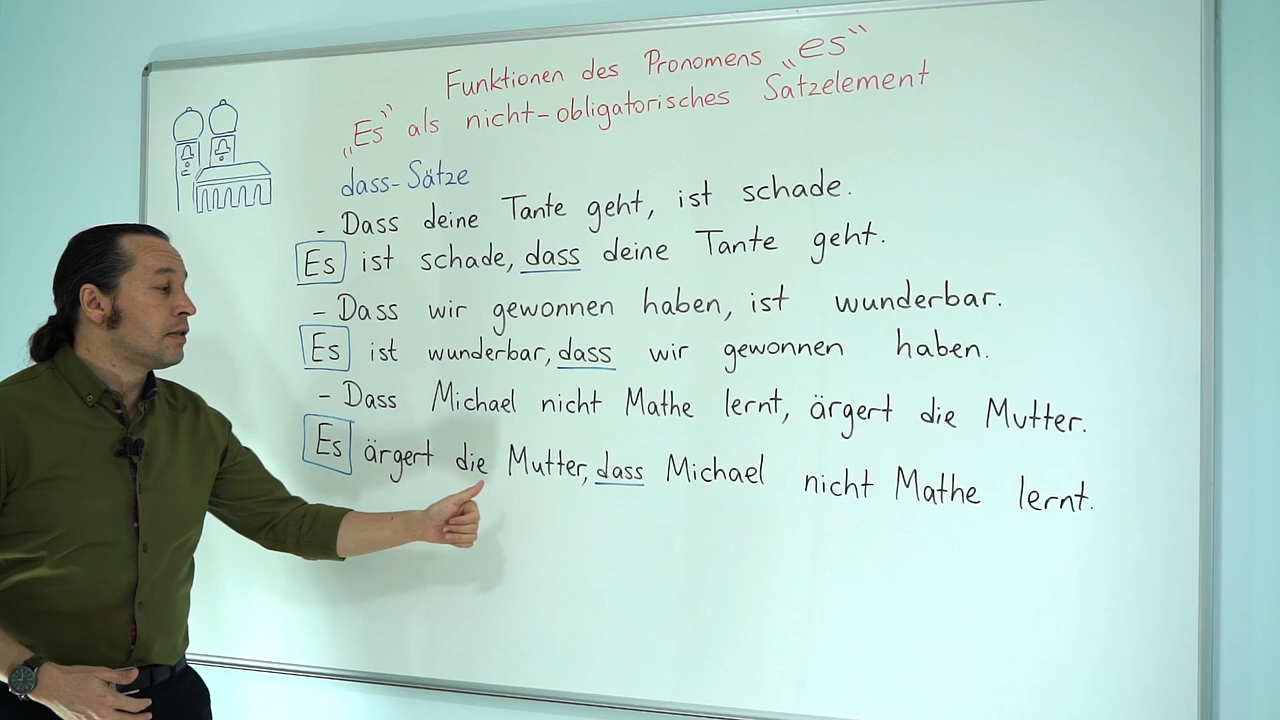 Funktionen des Pronomens „es“
„Es“ als nicht-obligatorisches Satzelement
dass-Sätze
- Dass deine Tante geht, ist schade.
Es ist schade, dass deine Tante geht.
- Dass wir gewonnen haben, ist wunderbar.
Es ist wunderbar, dass wir gewonnen haben.
- Dass Michael nicht Mathe lernt, ärgert die Mutter.
Es ärgert die Mutter, dass Michael nicht Mathe lernt.